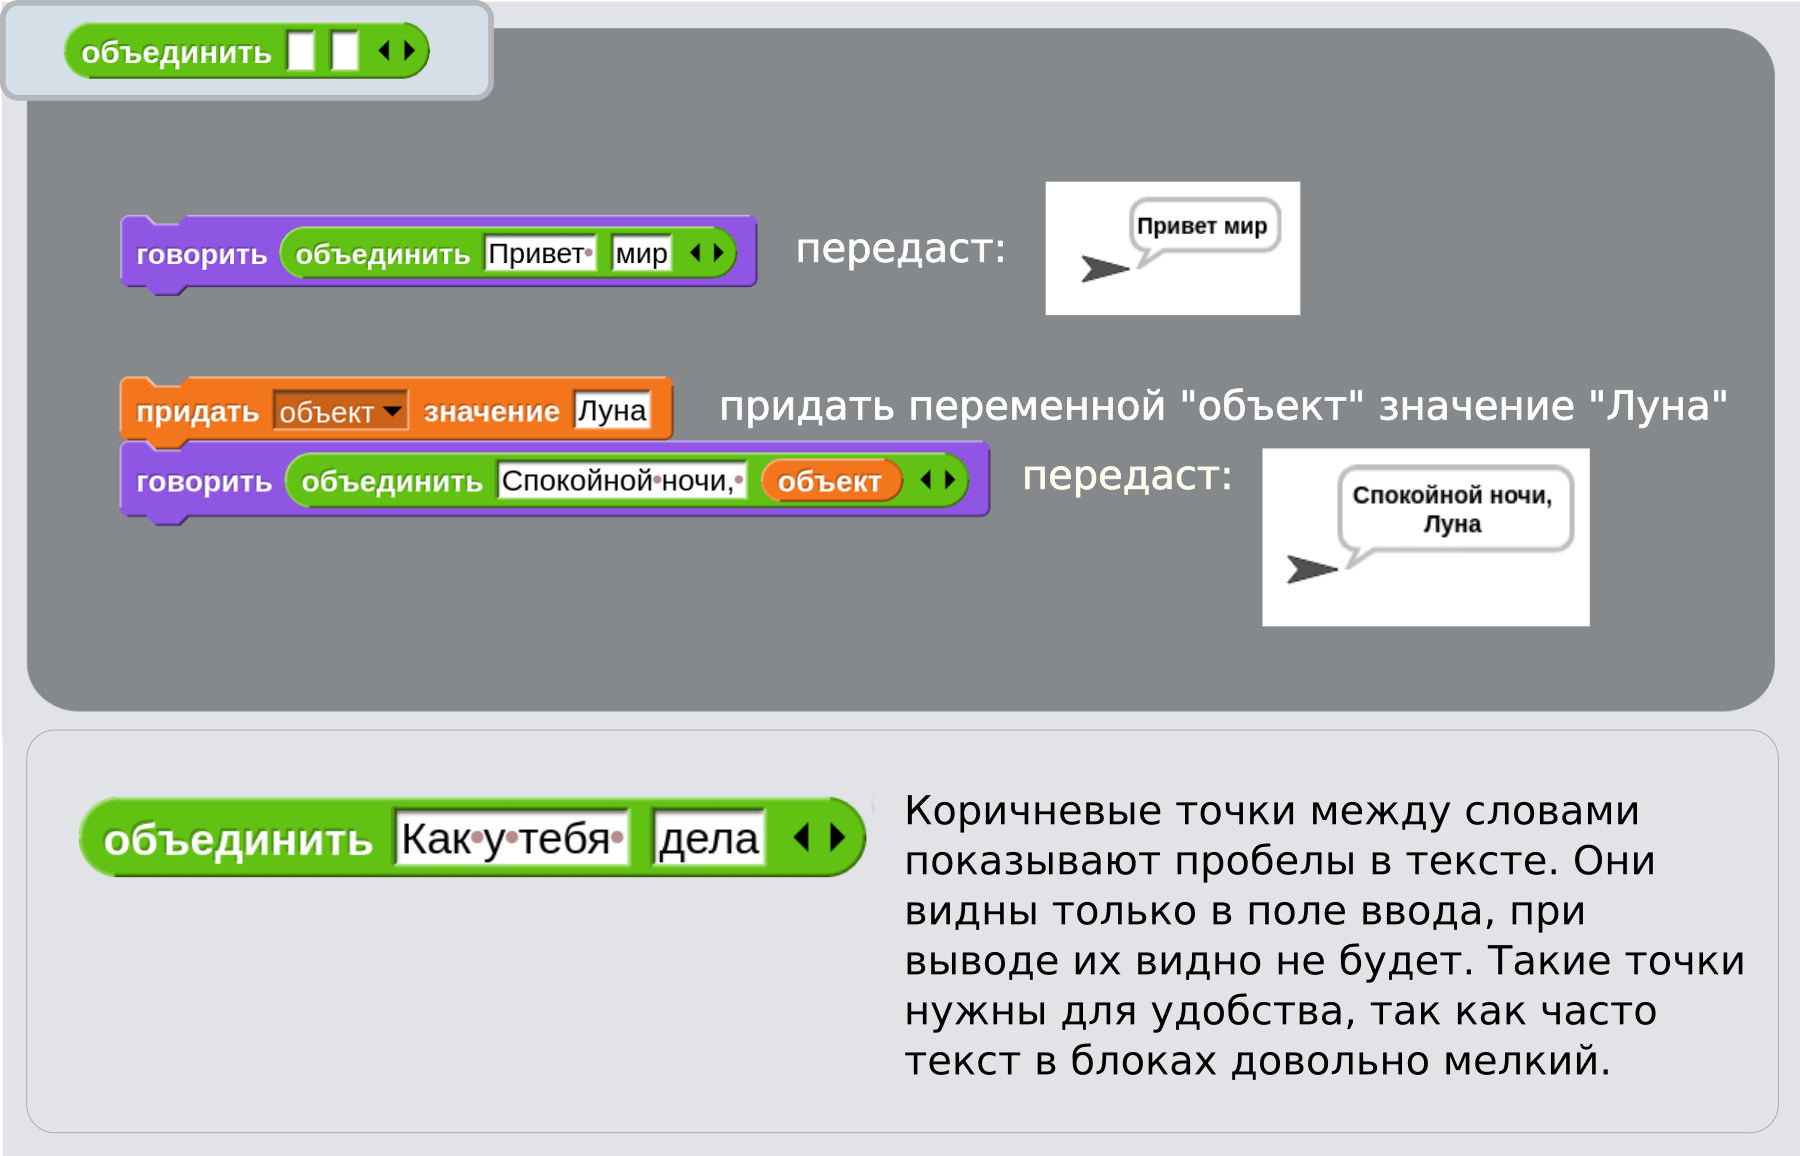 объединить
говорить объединить Привет мир передаст:
Привет мир
придать объект значение Луна придать переменной "объект" значение "Луна"
говорить объединить Спокойной ночи, объект передаст:
Спокойной ночи,
Луна
объединить Как у тебя дела
Коричневые точки между словами
показывают пробелы в тексте. Они
видны только в поле ввода, при
выводе их видно не будет. Такие точки
нужны для удобства, так как часто
текст в блоках довольно мелкий.